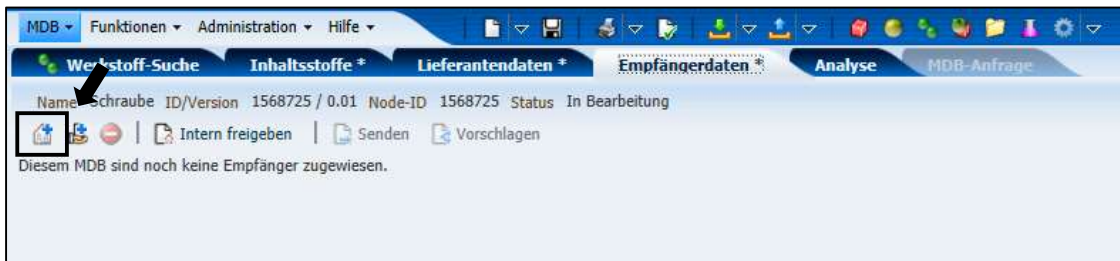 MDB Funktionen Administration Hilfe
Werkstoff-Suche Inhaltsstoffe * Lieferantendaten * Empfängerdaten * Analyse MDB-Anfrage
Name Schraube ID/Version 1568725 / 0.01 Node-ID 1568725 Status In Bearbeitung
Intern freigeben Senden Vorschlagen
Diesem MDB sind noch keine Empfänger zugewiesen.